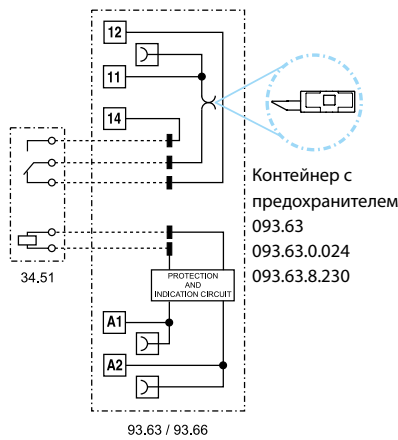 12
11
14
Контейнер с
предохранителем
093.63
093.63.0.024
093.63.8.230
34.51
PROTECTION
AND
INDICATION CIRCUIT
A1
A2
93.63 / 93.66